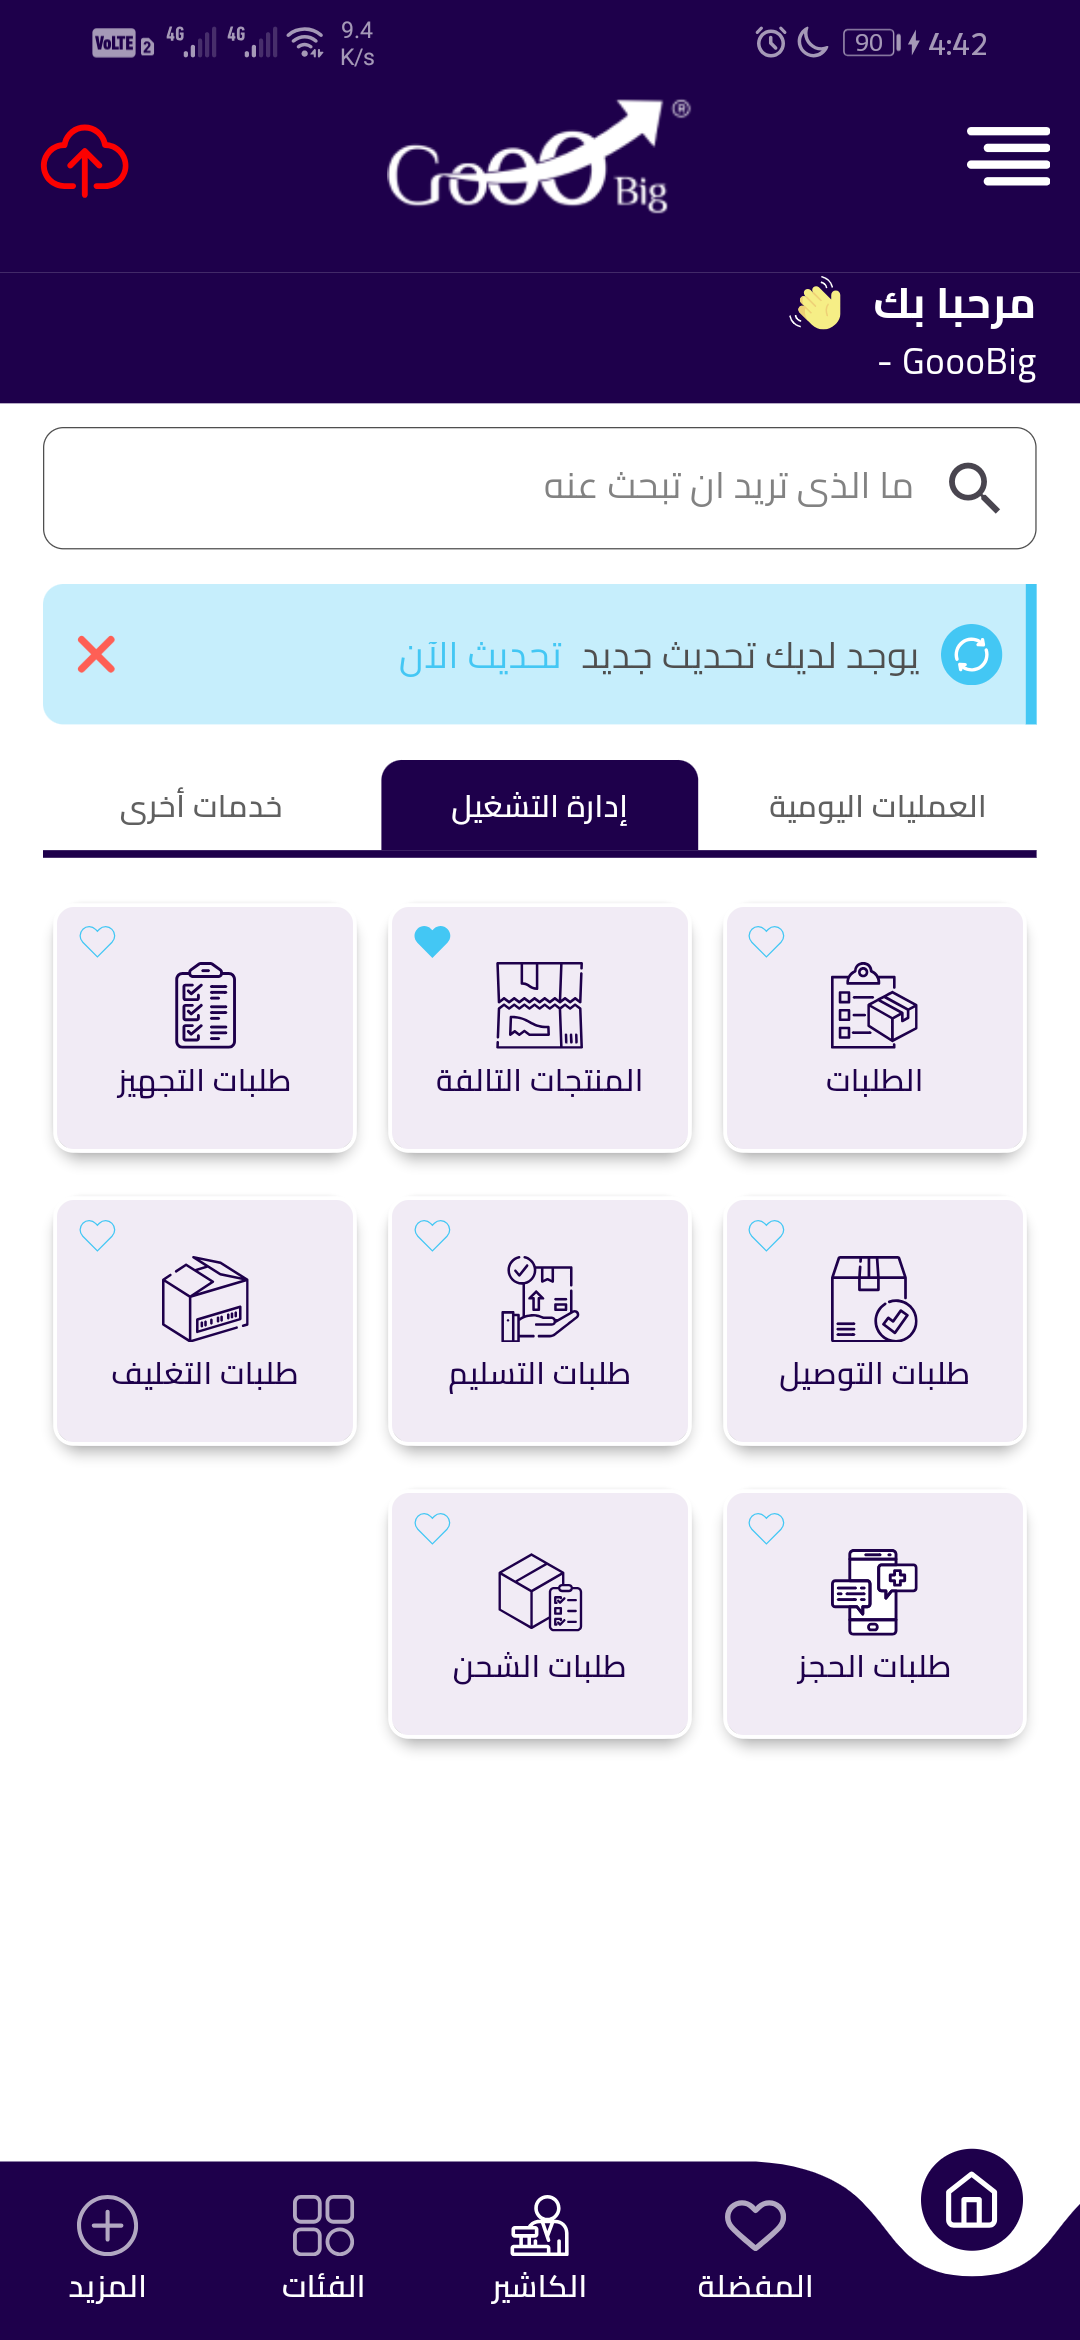 VoLTE 2 4G 4G 9.4 K/s 90 4:42
GoooBig ®
مرحبا بك
GoooBig -
ما الذى تريد ان تبحث عنه
يوجد لديك تحديث جديد تحديث الآن
العمليات اليومية إدارة التشغيل خدمات أخرى
الطلبات المنتجات التالفة طلبات التجهيز
طلبات التوصيل طلبات التسليم طلبات التغليف
طلبات الحجز طلبات الشحن
المفضلة الكاشير الفئات المزيد